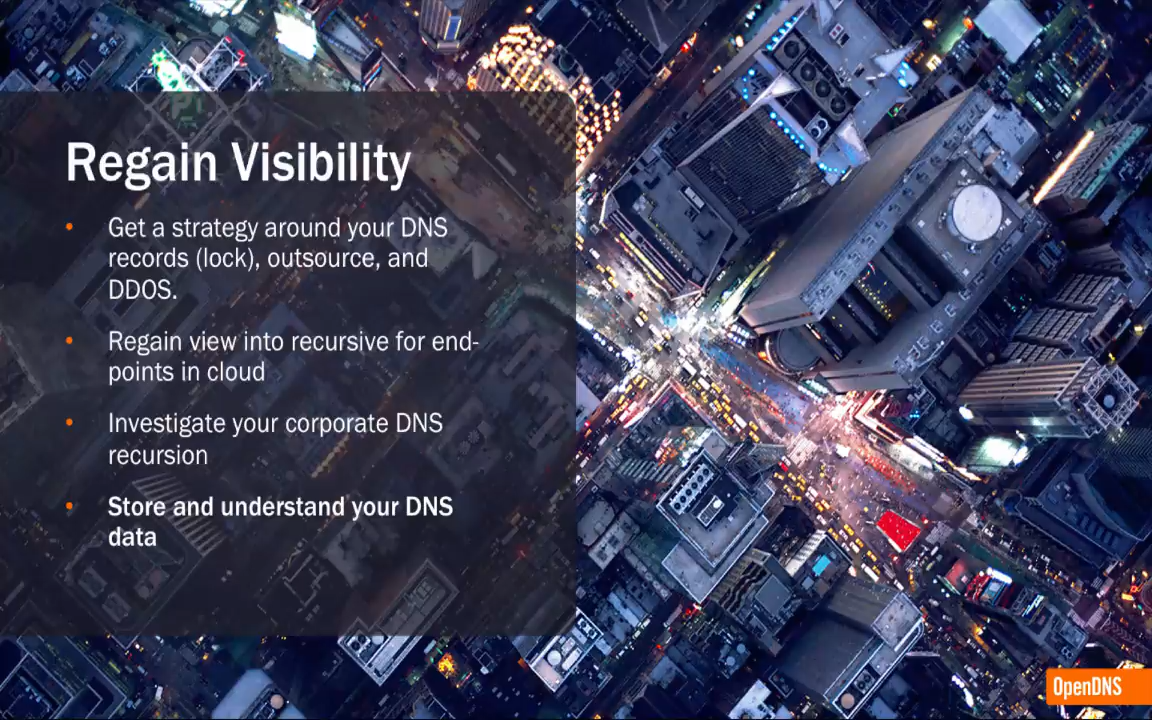 Regain Visibility
• Get a strategy around your DNS
records (lock), outsource, and
DDOS.
• Regain view into recursive for end-
points in cloud
• Investigate your corporate DNS
recursion
• Store and understand your DNS
data
OpenDNS